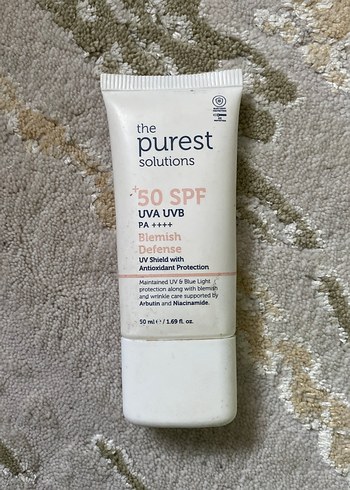 the
purest
solutions
+50 SPF
UVA UVB
PA ++++
Blemish
Defense
UV Shield with
Antioxidant Protection
Maintained UV & Blue Light
protection along with blemish
and wrinkle care supported by
Arbutin and Niacinamide.
50 ml ℮ / 1.69 fl. oz.